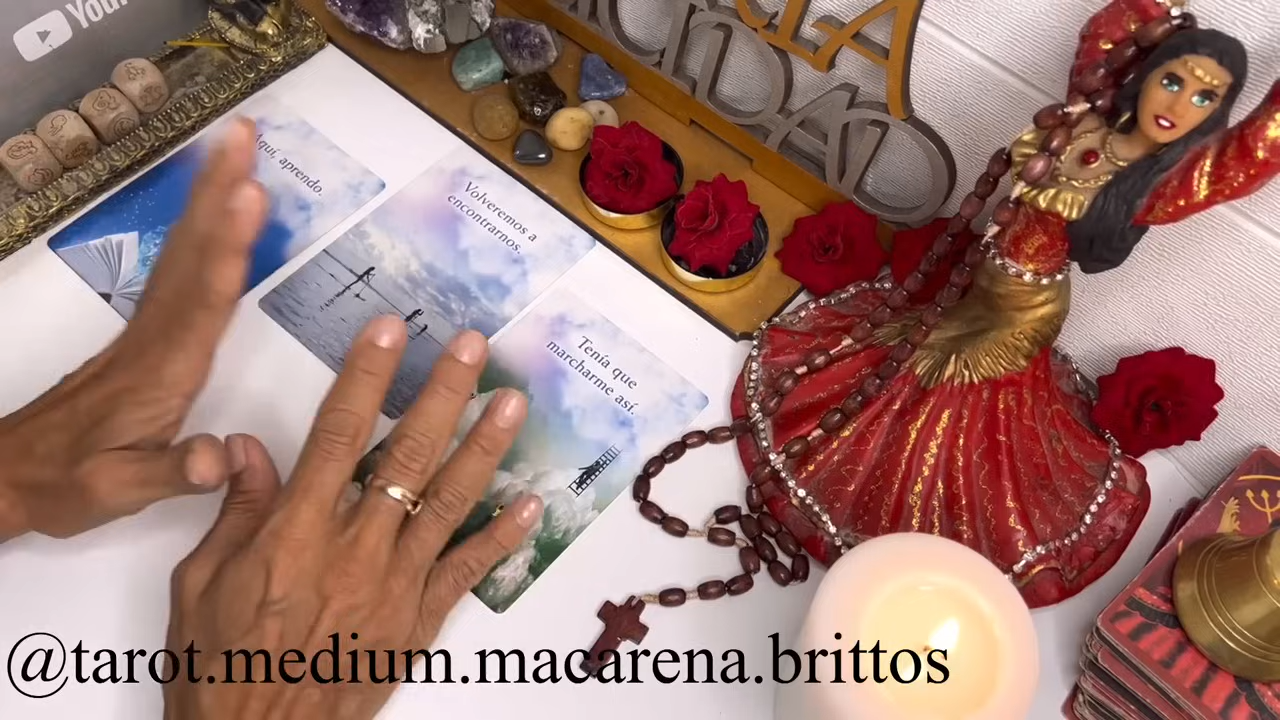 Aquí, aprendo.
Volveremos a
encontrarnos.
Tenía que
marcharme así.
@tarot.medium.macarena.brittos